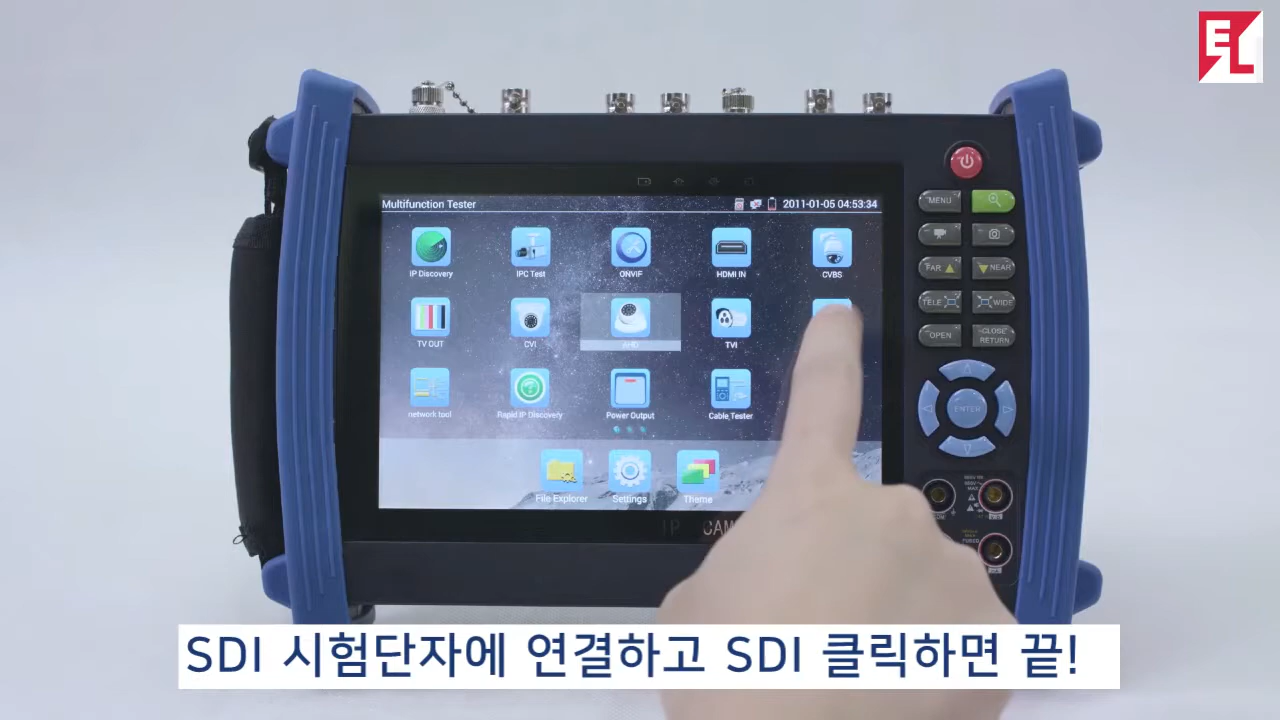 EL
Multifunction Tester
2011-01-05 04:53:34
IP Discovery
IPC Test
ONVIF
HDMI IN
CVBS
TV OUT
CVI
AHD
TVI
network tool
Rapid IP Discovery
Power Output
Cable Tester
File Explorer
Settings
Theme
MENU
FAR
NEAR
TELE
WIDE
OPEN
CLOSE
RETURN
ENTER
IP CAM
SDI 시험단자에 연결하고 SDI 클릭하면 끝!